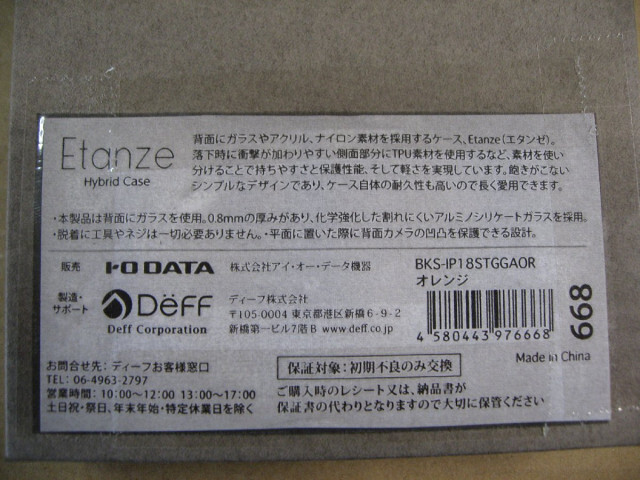 Etanze
Hybrid Case
背面にガラスやアクリル、ナイロン素材を採用するケース、Etanze(エタンゼ)。
落下時に衝撃が加わりやすい側面部分にTPU素材を使用するなど、素材を使い
分けることで持ちやすさと保護性能、そして軽さを実現しています。飽きがこない
シンプルなデザインであり、ケース自体の耐久性も高いので長く愛用できます。
・本製品は背面にガラスを使用。0.8mmの厚みがあり、化学強化した割れにくいアルミノシリケートガラスを採用。
・脱着に工具やネジは一切必要ありません。・平面に置いた際に背面カメラの凹凸を保護できる設計。
販売 I-O DATA 株式会社アイ・オー・データ機器
製造・サポート DëFF Deff Corporation
ディーフ株式会社
〒105-0004 東京都港区新橋6-9-2
新橋第一ビル7階B www.deff.co.jp
BKS-IP18STGGAOR
オレンジ
4 580443 976668
668
Made in China
お問合せ先:ディーフお客様窓口
TEL: 06-4963-2797
営業時間:10:00〜12:00 13:00〜17:00
土日祝・祭日、年末年始・特定休業日を除く
保証対象:初期不良のみ交換
ご購入時のレシート又は、納品書が
保証書の代わりとなりますので大切に保管ください